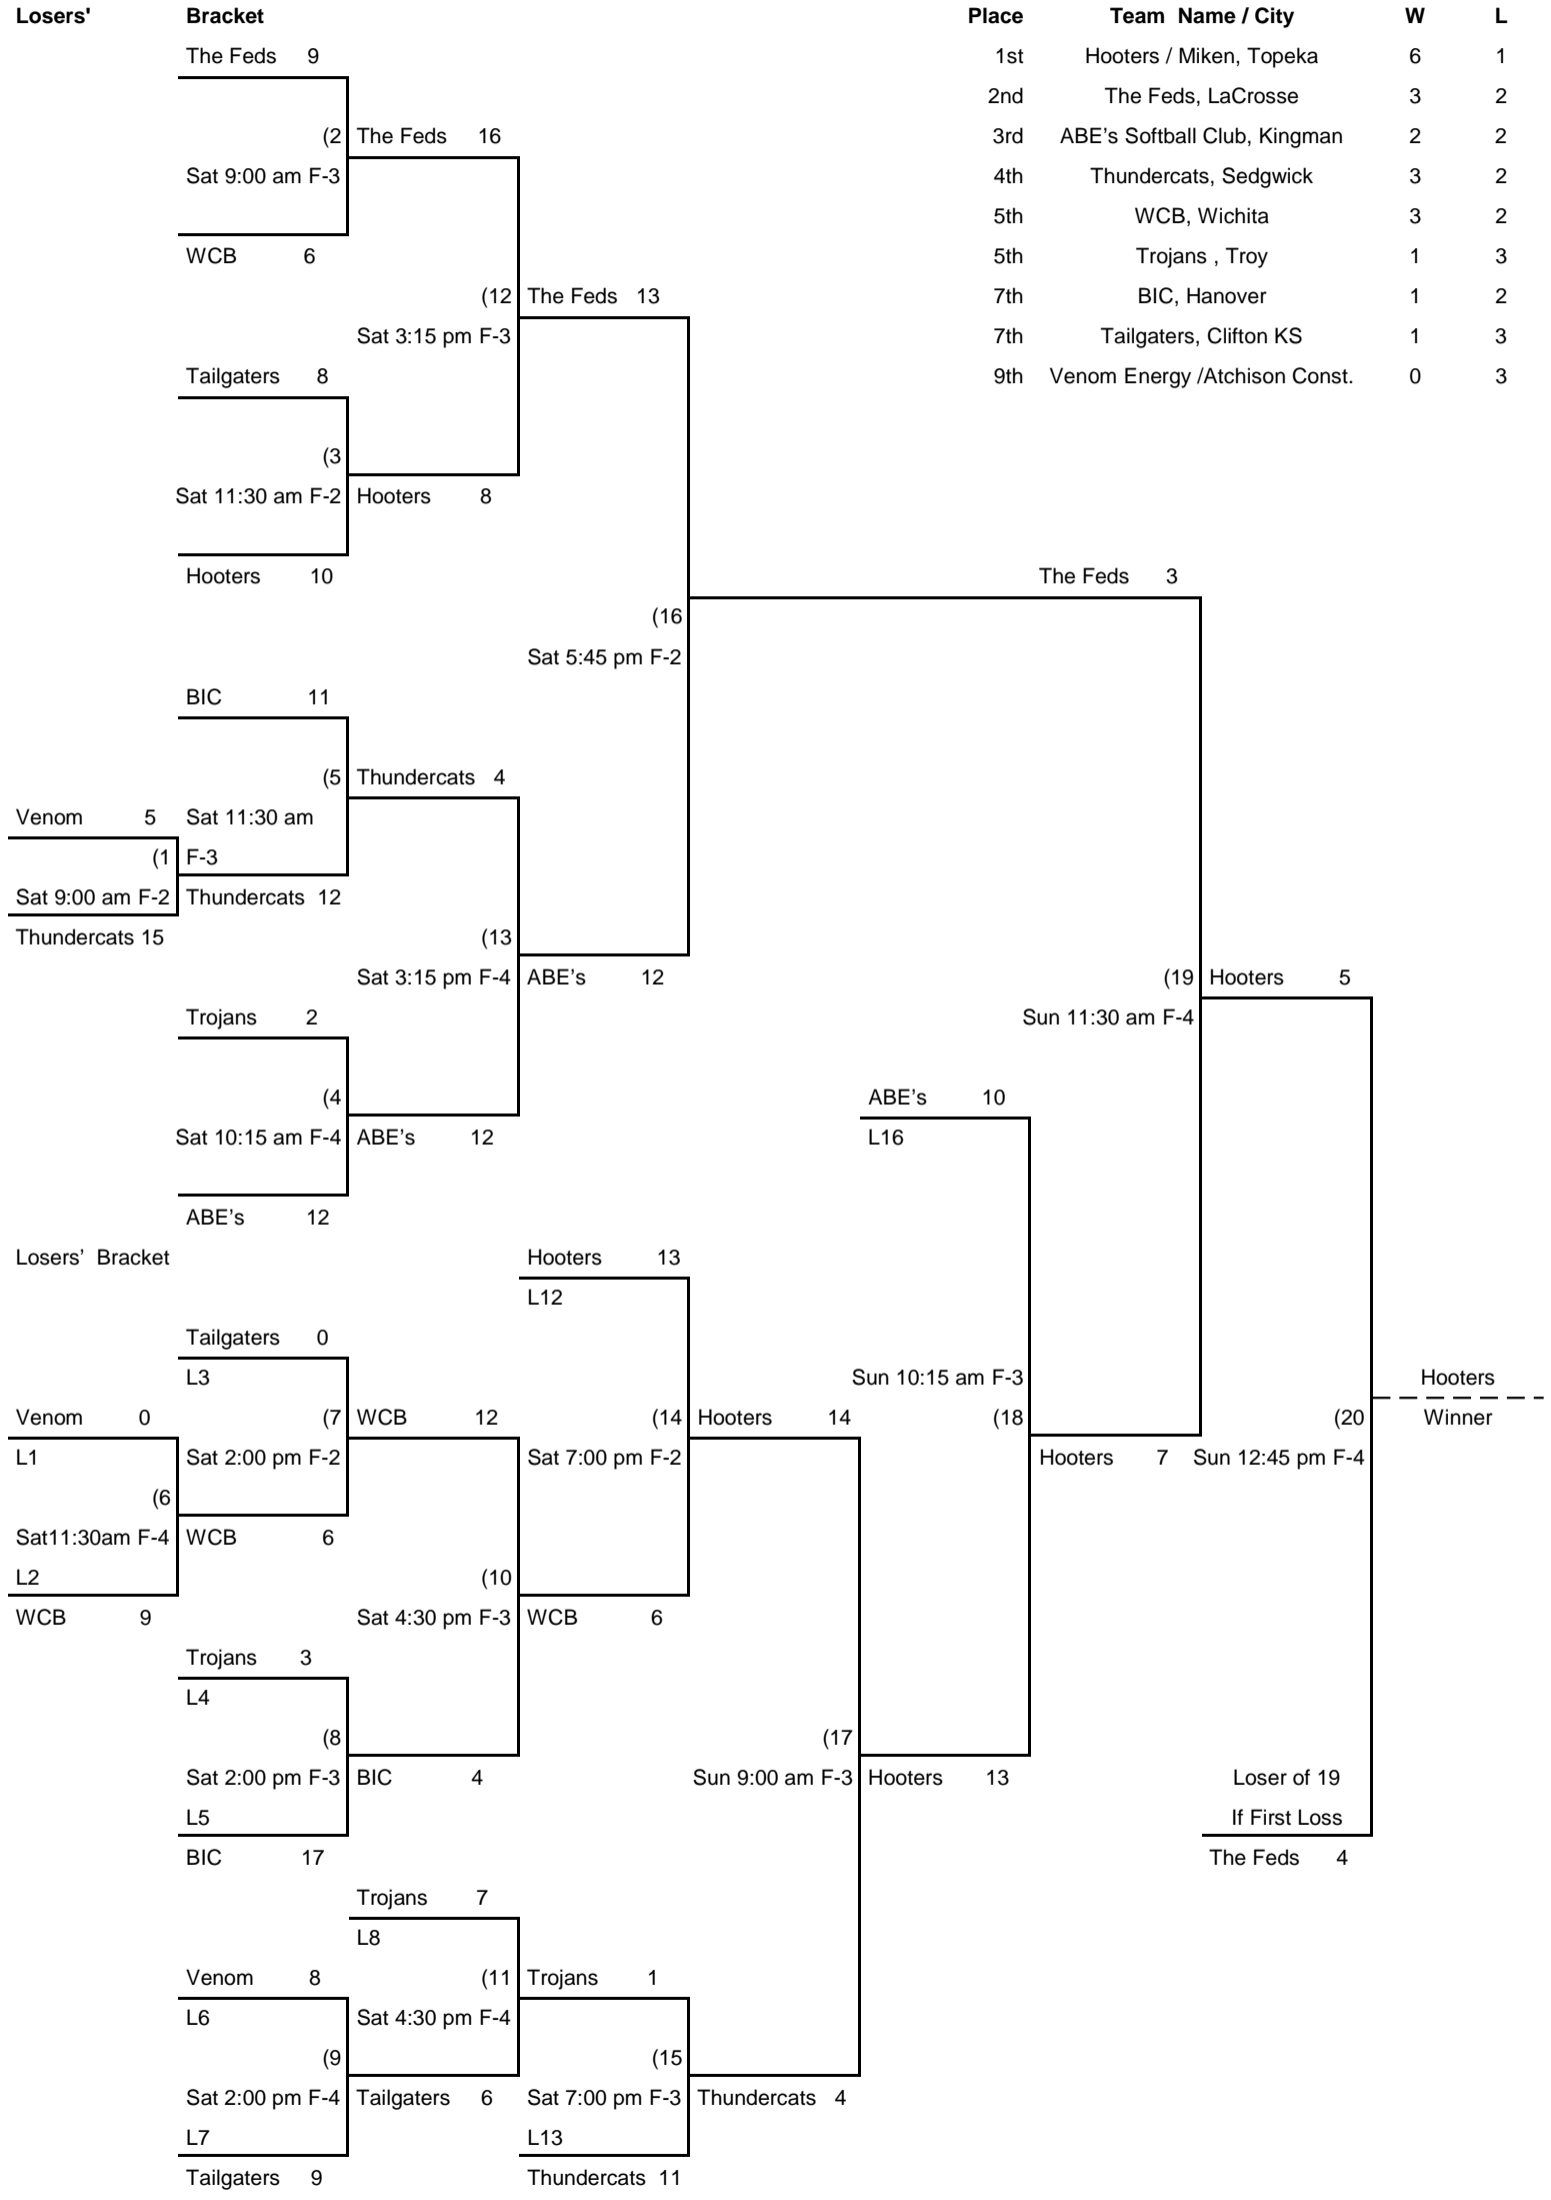 Losers' Bracket Place Team Name / City W L
The Feds 9 1st Hooters / Miken, Topeka 6 1
2nd The Feds, LaCrosse 3 2
(2 The Feds 16 3rd ABE's Softball Club, Kingman 2 2
Sat 9:00 am F-3 4th Thundercats, Sedgwick 3 2
5th WCB, Wichita 3 2
WCB 6 5th Trojans , Troy 1 3
(12 The Feds 13 7th BIC, Hanover 1 2
Sat 3:15 pm F-3 7th Tailgaters, Clifton KS 1 3
Tailgaters 8 9th Venom Energy /Atchison Const. 0 3
(3
Sat 11:30 am F-2 Hooters 8
Hooters 10 The Feds 3
(16
Sat 5:45 pm F-2
BIC 11
(5 Thundercats 4
Venom 5 Sat 11:30 am
(1 F-3
Sat 9:00 am F-2 Thundercats 12
Thundercats 15 (13
Sat 3:15 pm F-4 ABE's 12 (19 Hooters 5
Trojans 2 Sun 11:30 am F-4
(4 ABE's 10
Sat 10:15 am F-4 ABE's 12 L16
ABE's 12
Losers' Bracket Hooters 13
L12
Tailgaters 0
L3 Sun 10:15 am F-3 Hooters
Venom 0 (7 WCB 12 (14 Hooters 14 (18 (20 Winner
L1 Sat 2:00 pm F-2 Sat 7:00 pm F-2 Hooters 7 Sun 12:45 pm F-4
(6
Sat11:30am F-4 WCB 6
L2 (10
WCB 9 Sat 4:30 pm F-3 WCB 6
Trojans 3
L4
(8 (17
Sat 2:00 pm F-3 BIC 4 Sun 9:00 am F-3 Hooters 13 Loser of 19
L5 If First Loss
BIC 17 The Feds 4
Trojans 7
L8
Venom 8 (11 Trojans 1
L6 Sat 4:30 pm F-4
(9 (15
Sat 2:00 pm F-4 Tailgaters 6 Sat 7:00 pm F-3 Thundercats 4
L7 L13
Tailgaters 9 Thundercats 11